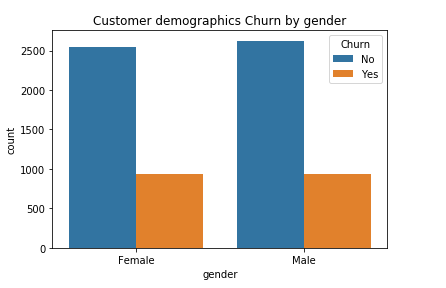 Customer demographics Churn by gender
Churn
No
Yes
2500
2000
1500
1000
500
0
count
Female
Male
gender